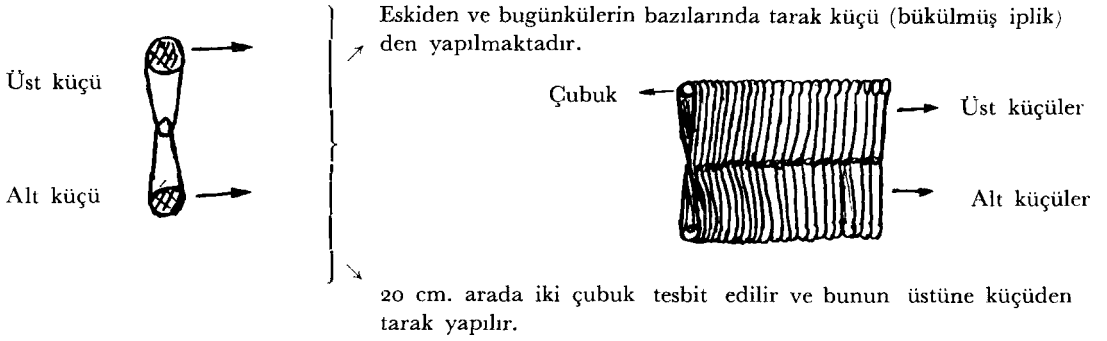 Eskiden ve bugünkülerin bazılarında tarak küçü (bükülmüş iplik)
den yapılmaktadır.
Üst küçü
Çubuk
Üst küçüler
Alt küçü
Alt küçüler
20 cm. arada iki çubuk tesbit edilir ve bunun üstüne küçüden
tarak yapılır.